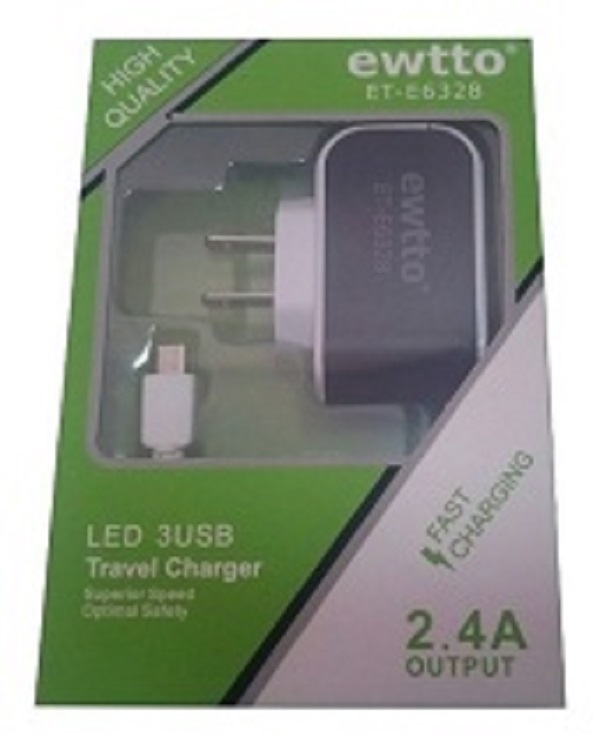 HIGH
QUALITY
ewtto®
ET-E6328
ewtto®
ET-E6328
LED 3USB
Travel Charger
Superior Speed
Optimal Safety
FAST
CHARGING
2.4A
OUTPUT